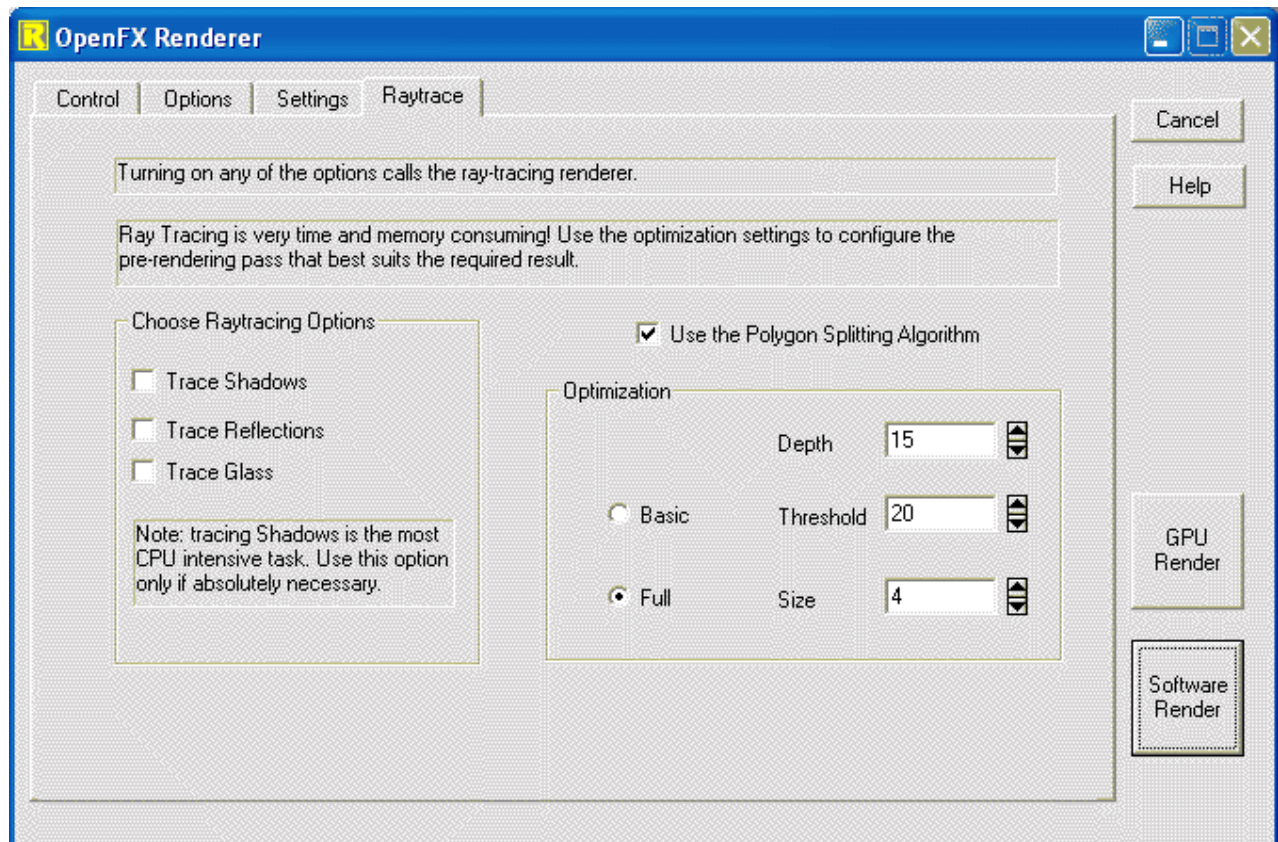 OpenFX Renderer
Control
Options
Settings
Raytrace
Cancel
Help
Turning on any of the options calls the ray-tracing renderer.
Ray Tracing is very time and memory consuming! Use the optimization settings to configure the
pre-rendering pass that best suits the required result.
Choose Raytracing Options
Trace Shadows
Trace Reflections
Trace Glass
Note: tracing Shadows is the most
CPU intensive task. Use this option
only if absolutely necessary.
Use the Polygon Splitting Algorithm
Optimization
Depth
15
Basic
Threshold
20
Full
Size
4
GPU
Render
Software
Render